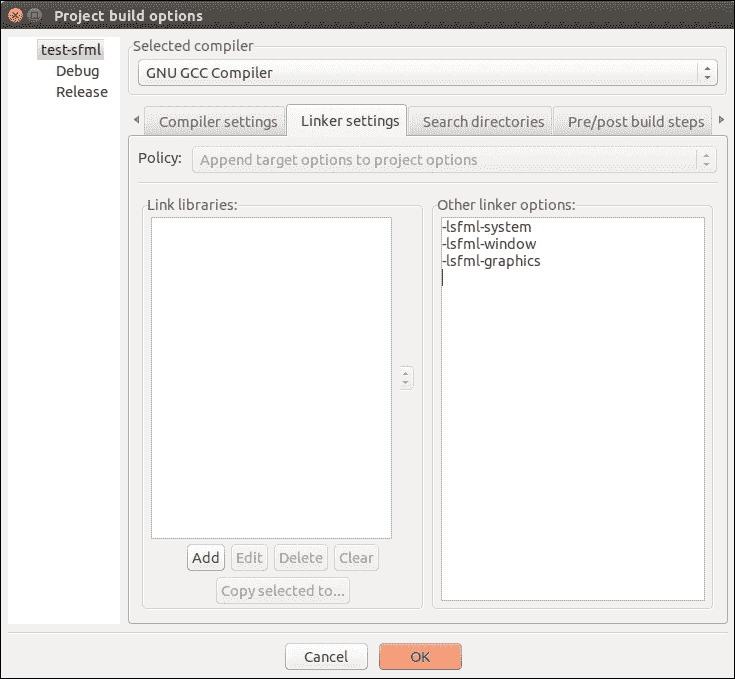 Project build options
test-sfml
Debug
Release
Selected compiler
GNU GCC Compiler
Compiler settings
Linker settings
Search directories
Pre/post build steps
Policy:
Append target options to project options
Link libraries:
Add
Edit
Delete
Clear
Copy selected to...
Other linker options:
-lsfml-system
-lsfml-window
-lsfml-graphics
Cancel
OK